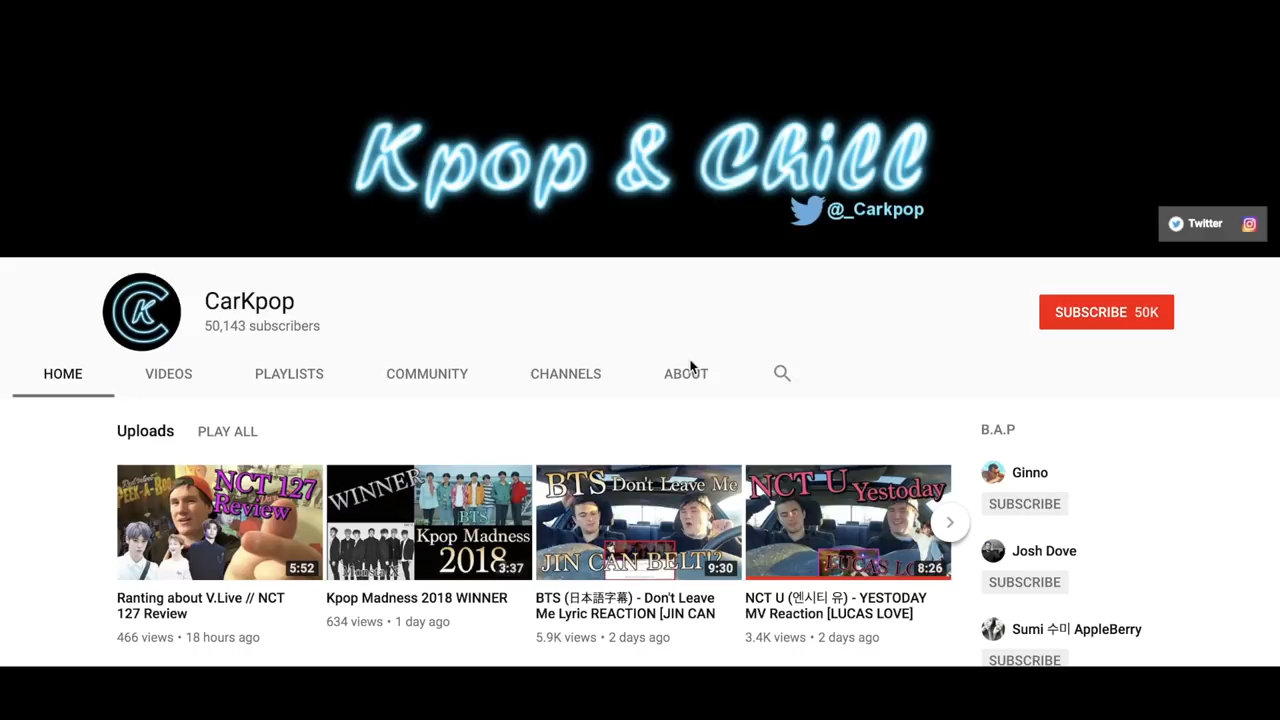 Kpop & Chill
@_Carkpop
Twitter
CK
CarKpop
50,143 subscribers
SUBSCRIBE 50K
HOME
VIDEOS
PLAYLISTS
COMMUNITY
CHANNELS
ABOUT
Uploads
PLAY ALL
PEEK-A-BOO
NCT 127
Review
5:52
Ranting about V.Live // NCT
127 Review
466 views • 18 hours ago
WINNER
BTS
Kpop Madness
2018
3:37
Kpop Madness 2018 WINNER
634 views • 1 day ago
BTS Don't Leave Me
JIN CAN BELT!?
9:30
BTS (日本語字幕) - Don't Leave
Me Lyric REACTION [JIN CAN
5.9K views • 2 days ago
NCT U Yestoday
LUCAS LO
8:26
NCT U (엔시티 유) - YESTODAY
MV Reaction [LUCAS LOVE]
3.4K views • 2 days ago
B.A.P
Ginno
SUBSCRIBE
Josh Dove
SUBSCRIBE
Sumi 수미 AppleBerry
SUBSCRIBE